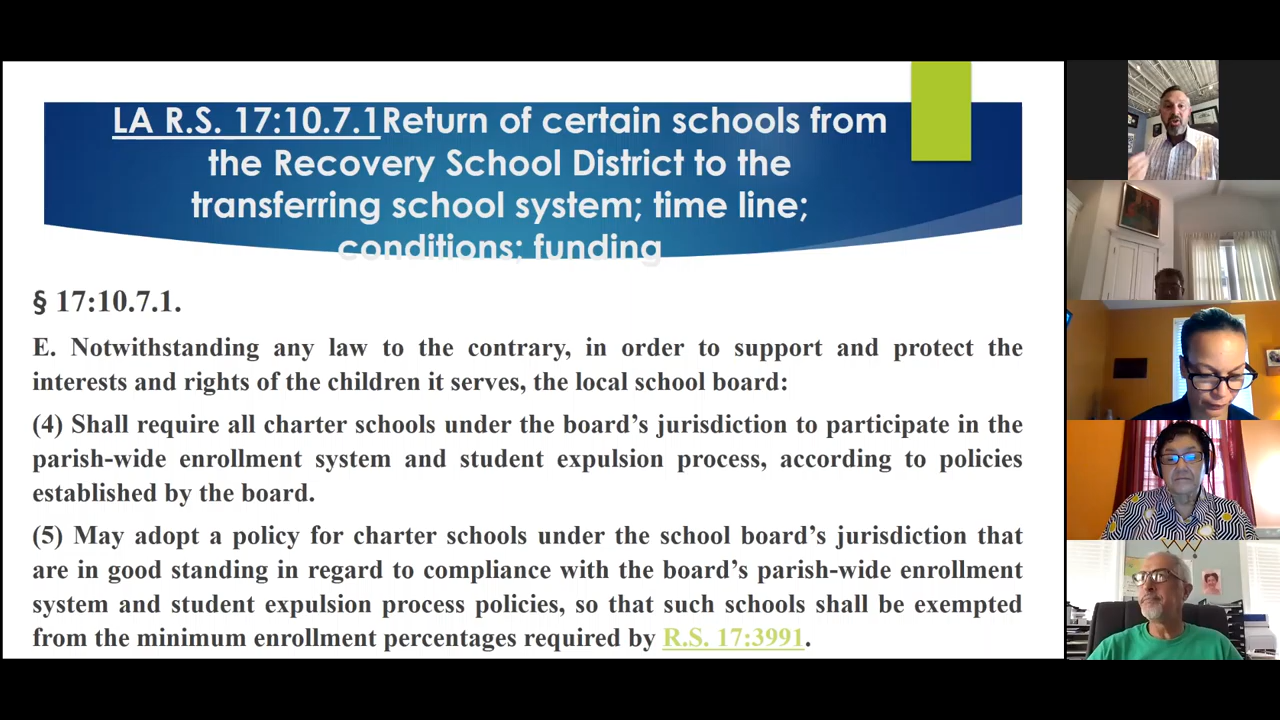 LA R.S. 17:10.7.1Return of certain schools from
the Recovery School District to the
transferring school system; time line;
conditions; funding
§ 17:10.7.1.
E. Notwithstanding any law to the contrary, in order to support and protect the
interests and rights of the children it serves, the local school board:
(4) Shall require all charter schools under the board’s jurisdiction to participate in the
parish-wide enrollment system and student expulsion process, according to policies
established by the board.
(5) May adopt a policy for charter schools under the school board’s jurisdiction that
are in good standing in regard to compliance with the board’s parish-wide enrollment
system and student expulsion process policies, so that such schools shall be exempted
from the minimum enrollment percentages required by R.S. 17:3991.